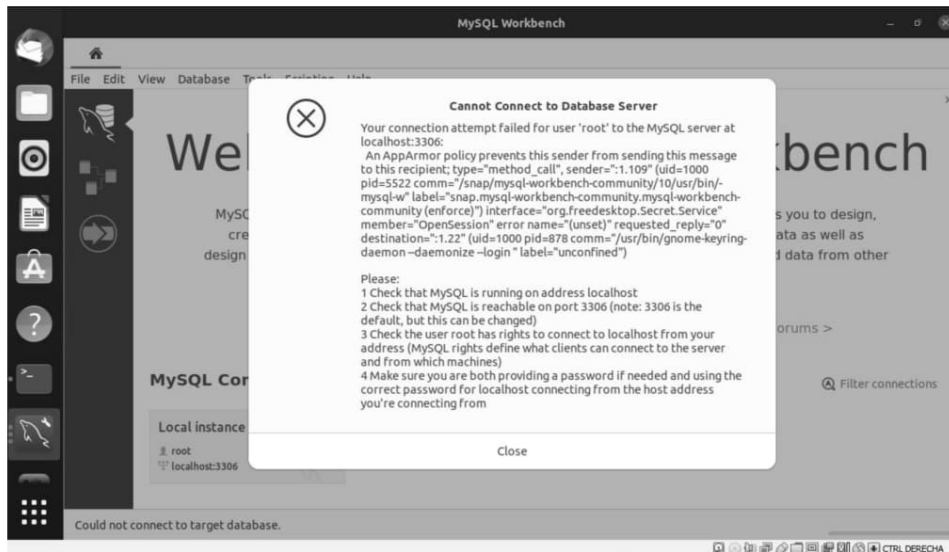 MySQL Workbench
File Edit View Database Tools Scripting Help
Wel
kbench
MySQ
s you to design,
cre
ata as well as
design
d data from other
orums >
MySQL Con
Filter connections
Local instance
root
localhost:3306
Cannot Connect to Database Server
Your connection attempt failed for user 'root' to the MySQL server at
localhost:3306:
An AppArmor policy prevents this sender from sending this message
to this recipient; type="method_call", sender=":1.109" (uid=1000
pid=5522 comm="/snap/mysql-workbench-community/10/usr/bin/-
mysql-w" label="snap.mysql-workbench-community.mysql-workbench-
community (enforce)") interface="org.freedesktop.Secret.Service"
member="OpenSession" error name="(unset)" requested_reply="0"
destination=":1.22" (uid=1000 pid=878 comm="/usr/bin/gnome-keyring-
daemon --daemonize --login " label="unconfined")
Please:
1 Check that MySQL is running on address localhost
2 Check that MySQL is reachable on port 3306 (note: 3306 is the
default, but this can be changed)
3 Check the user root has rights to connect to localhost from your
address (MySQL rights define what clients can connect to the server
and from which machines)
4 Make sure you are both providing a password if needed and using the
correct password for localhost connecting from the host address
you're connecting from
Close
Could not connect to target database.
CTRL DERECHA